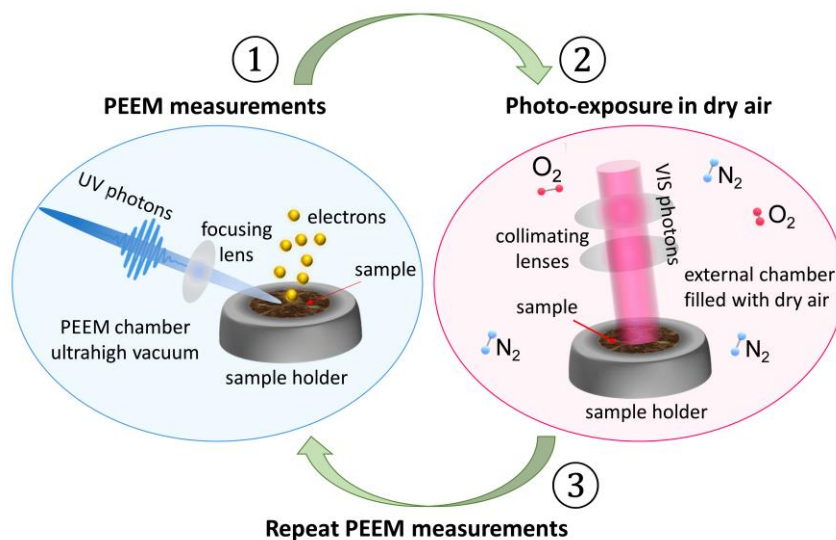 ①
PEEM measurements
UV photons
focusing
lens
electrons
sample
PEEM chamber
ultrahigh vacuum
sample holder
②
Photo-exposure in dry air
O₂
N₂
VIS photons
O₂
collimating
lenses
external chamber
filled with dry air
sample
N₂
N₂
sample holder
③
Repeat PEEM measurements